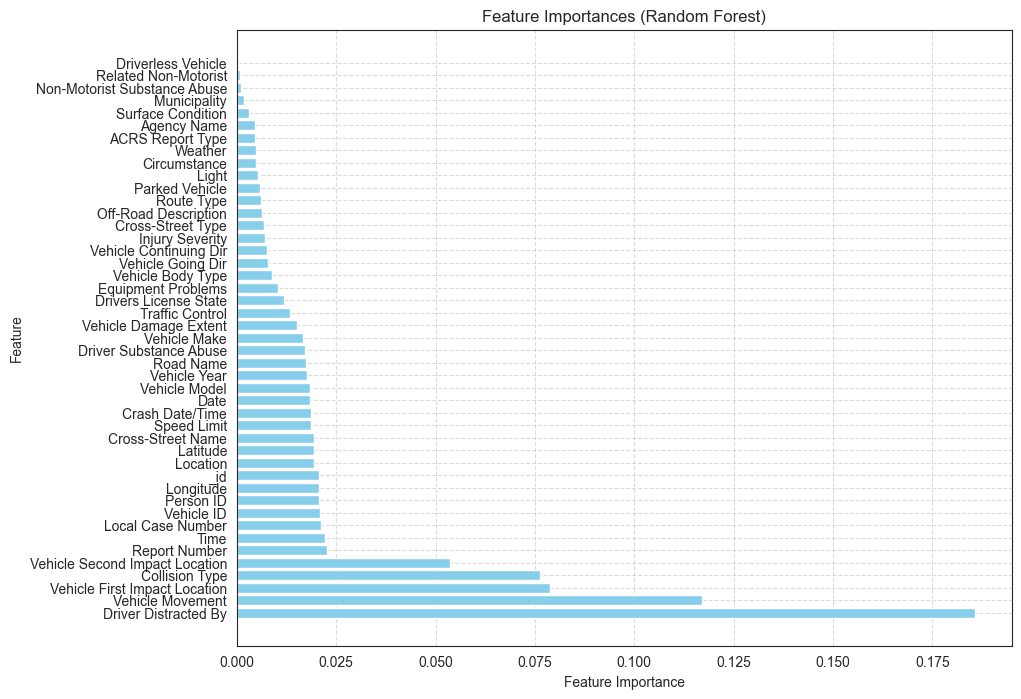 Feature Importances (Random Forest)
Feature
Driverless Vehicle
Related Non-Motorist
Non-Motorist Substance Abuse
Municipality
Surface Condition
Agency Name
ACRS Report Type
Weather
Circumstance
Light
Parked Vehicle
Route Type
Off-Road Description
Cross-Street Type
Injury Severity
Vehicle Continuing Dir
Vehicle Going Dir
Vehicle Body Type
Equipment Problems
Drivers License State
Traffic Control
Vehicle Damage Extent
Vehicle Make
Driver Substance Abuse
Road Name
Vehicle Year
Vehicle Model
Date
Crash Date/Time
Speed Limit
Cross-Street Name
Latitude
Location
_id
Longitude
Person ID
Vehicle ID
Local Case Number
Time
Report Number
Vehicle Second Impact Location
Collision Type
Vehicle First Impact Location
Vehicle Movement
Driver Distracted By
0.000 0.025 0.050 0.075 0.100 0.125 0.150 0.175
Feature Importance